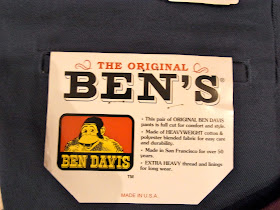 THE ORIGINAL
BEN'S®
• This pair of ORIGINAL BEN DAVIS
pants is full cut for comfort and style.
• Made of HEAVYWEIGHT cotton &
polyester blended fabric for easy care
and durability.
• Made in San Francisco for over 50
years.
• EXTRA HEAVY thread and linings
for long wear.
BEN DAVIS
TM
MADE IN U.S.A.